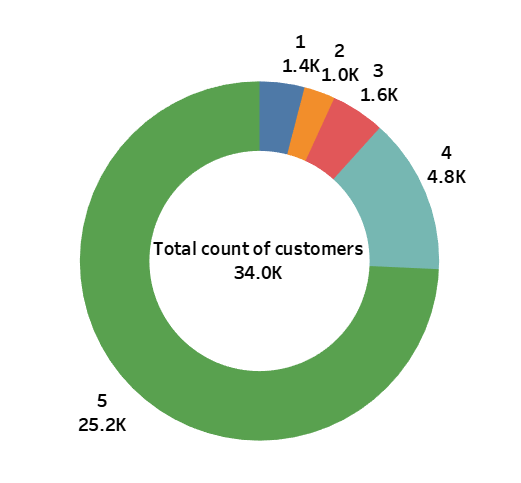 1
1.4K
2
1.0K
3
1.6K
4
4.8K
Total count of customers
34.0K
5
25.2K